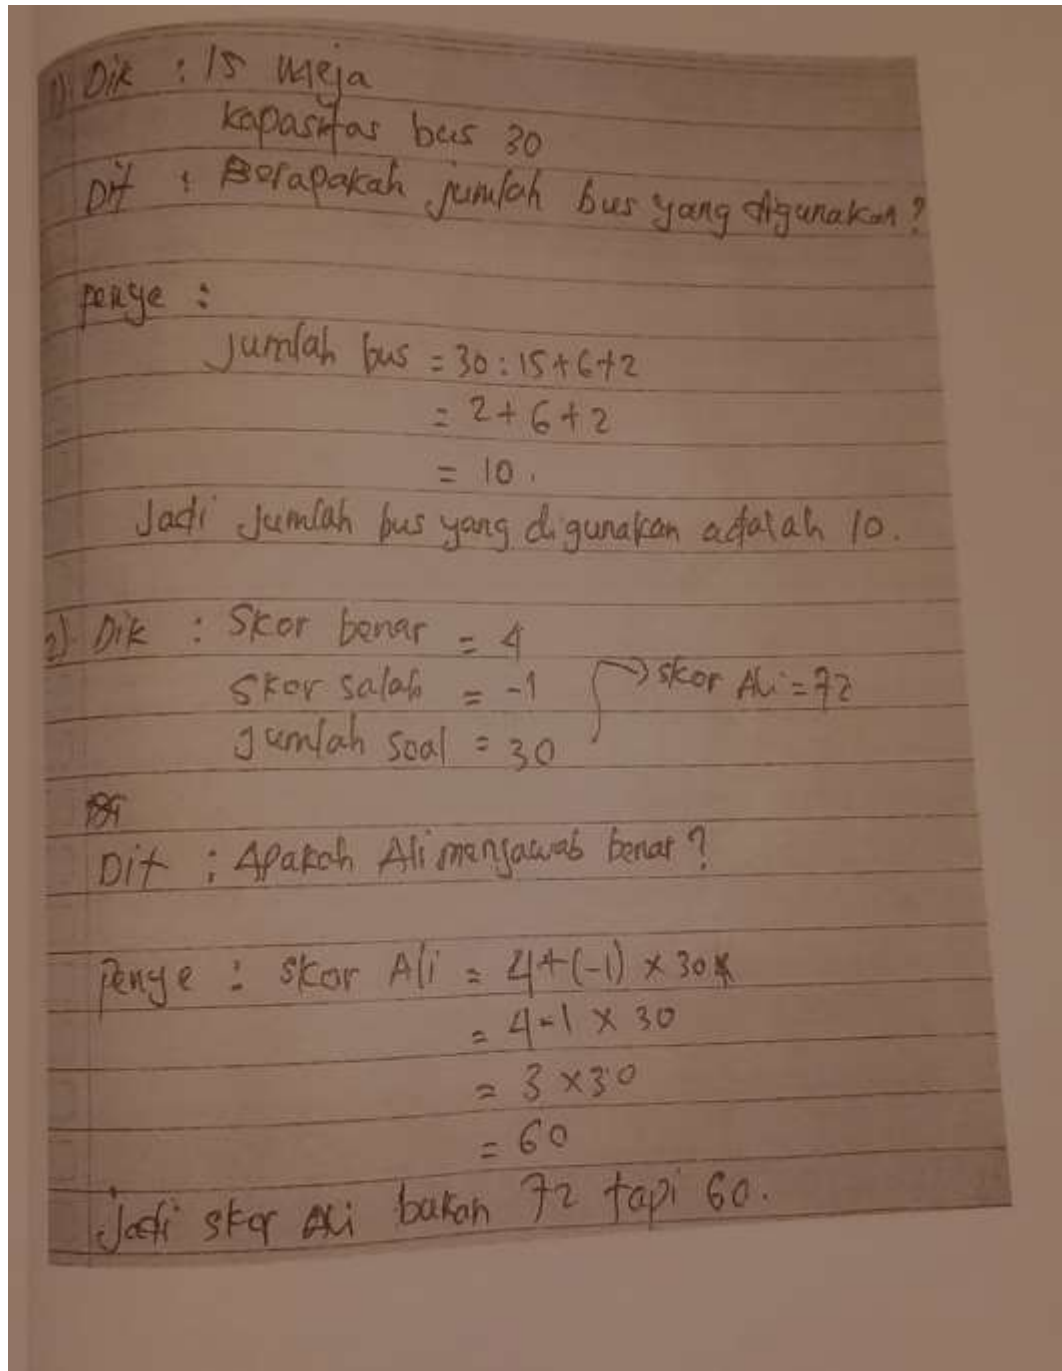 1) Dik : 15 meja
kapasitas bus 30
Dit : Berapakah jumlah bus yang digunakan?
penye :
jumlah bus = 30 : 15 + 6 + 2
= 2 + 6 + 2
= 10.
Jadi jumlah bus yang digunakan adalah 10.
2). Dik : Skor benar = 4
Skor salah = -1 → skor Ali = 72
Jumlah soal = 30
Dit : Apakah Ali menjawab benar?
Penye : skor Ali = 4 + (-1) × 30
= 4 - 1 × 30
= 3 × 30
= 60
Jadi skor Ali bukan 72 tapi 60.